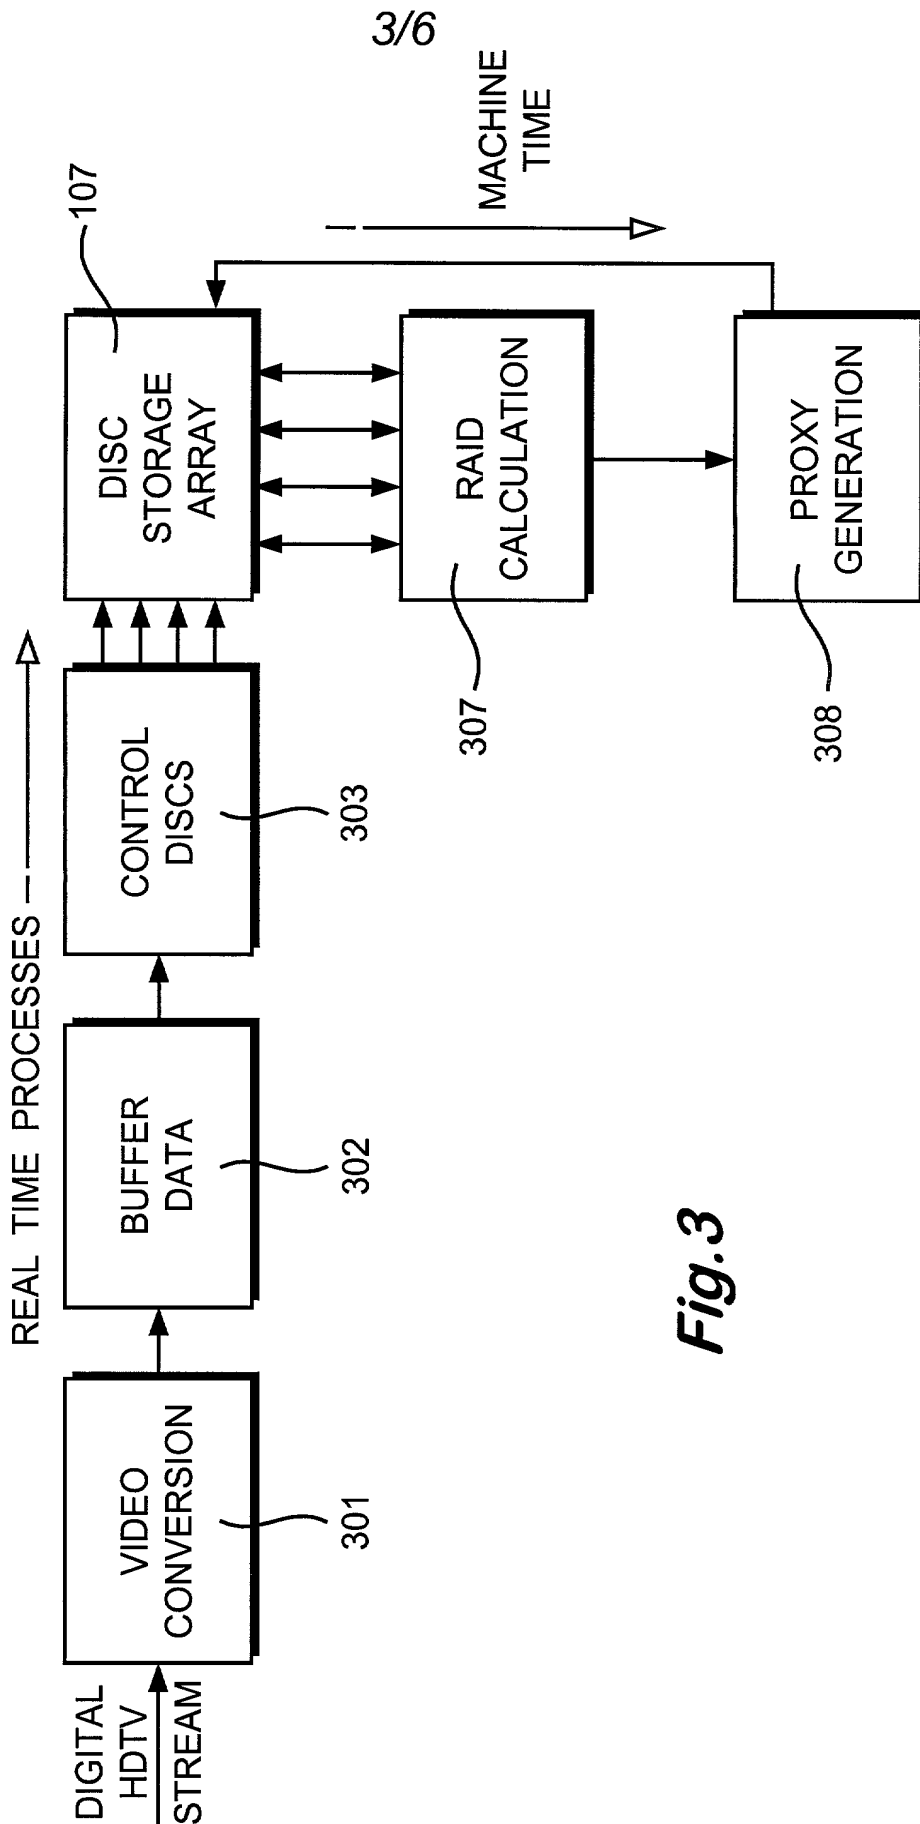 3/6
REAL TIME PROCESSES
DIGITAL
HDTV
STREAM
VIDEO
CONVERSION
301
BUFFER
DATA
302
CONTROL
DISCS
303
DISC
STORAGE
ARRAY
107
RAID
CALCULATION
307
PROXY
GENERATION
308
MACHINE
TIME
Fig.3